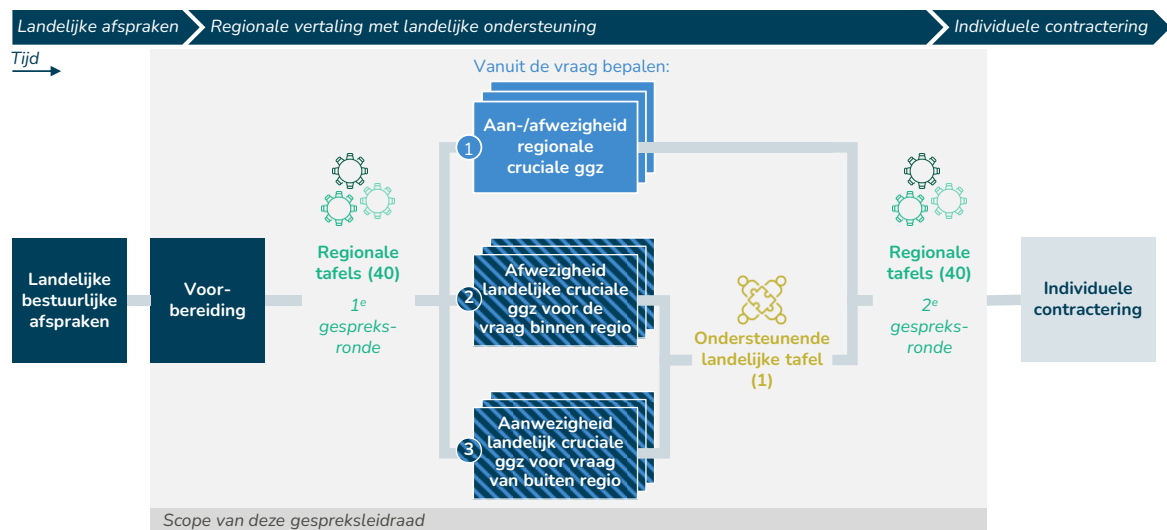 Landelijke afspraken
Regionale vertaling met landelijke ondersteuning
Individuele contractering
Tijd
Vanuit de vraag bepalen:
1
Aan-/afwezigheid
regionale
cruciale ggz
Landelijke
bestuurlijke
afspraken
Voor-
bereiding
Regionale
tafels (40)
1e
gespreks-
ronde
2
Afwezigheid
landelijke cruciale
ggz voor de
vraag binnen regio
3
Aanwezigheid
landelijk cruciale
ggz voor vraag
van buiten regio
Ondersteunende
landelijke tafel
(1)
Regionale
tafels (40)
2e
gespreks-
ronde
Individuele
contractering
Scope van deze gespreksleidraad